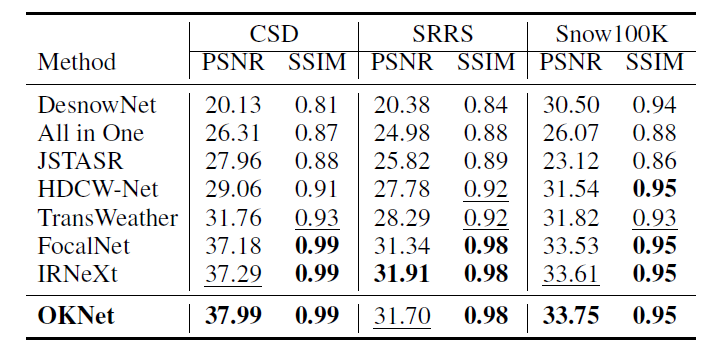 CSD SRRS Snow100K
Method PSNR SSIM PSNR SSIM PSNR SSIM
DesnowNet 20.13 0.81 20.38 0.84 30.50 0.94
All in One 26.31 0.87 24.98 0.88 26.07 0.88
JSTASR 27.96 0.88 25.82 0.89 23.12 0.86
HDCW-Net 29.06 0.91 27.78 0.92 31.54 0.95
TransWeather 31.76 0.93 28.29 0.92 31.82 0.93
FocalNet 37.18 0.99 31.34 0.98 33.53 0.95
IRNeXt 37.29 0.99 31.91 0.98 33.61 0.95
OKNet 37.99 0.99 31.70 0.98 33.75 0.95